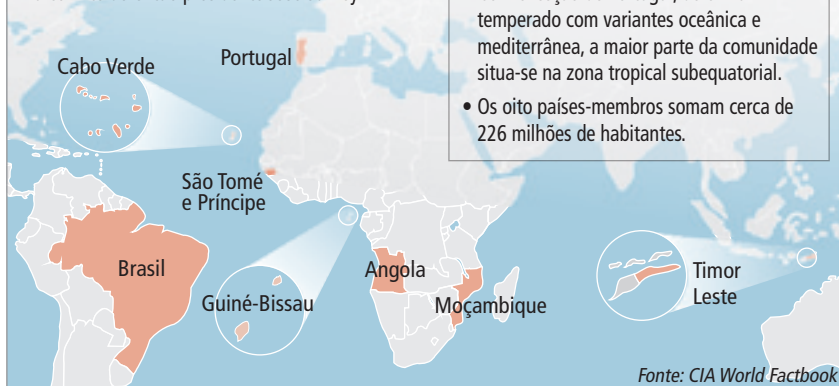 temperado com variantes oceânica e
mediterrânea, a maior parte da comunidade
situa-se na zona tropical subequatorial.
• Os oito países-membros somam cerca de
226 milhões de habitantes.
Cabo Verde
Portugal
São Tomé
e Príncipe
Brasil
Guiné-Bissau
Angola
Moçambique
Timor
Leste
Fonte: CIA World Factbook